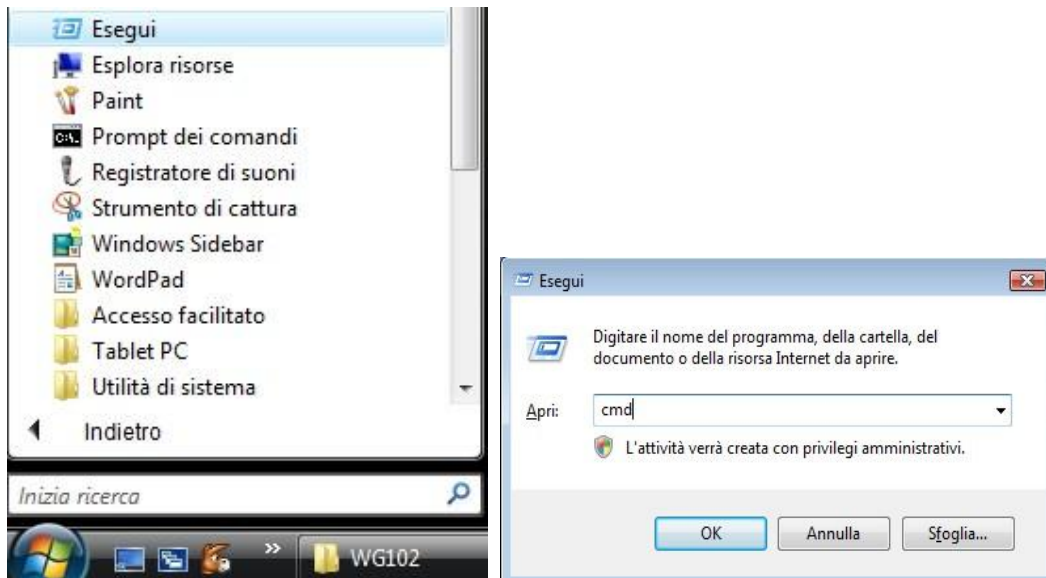 Esegui
Esplora risorse
Paint
C:\.
Prompt dei comandi
Registratore di suoni
Strumento di cattura
Windows Sidebar
WordPad
Accesso facilitato
Tablet PC
Utilità di sistema
Indietro
Inizia ricerca
»
WG102
Esegui
Digitare il nome del programma, della cartella, del
documento o della risorsa Internet da aprire.
Apri:
cmd
L'attività verrà creata con privilegi amministrativi.
OK
Annulla
Sfoglia...